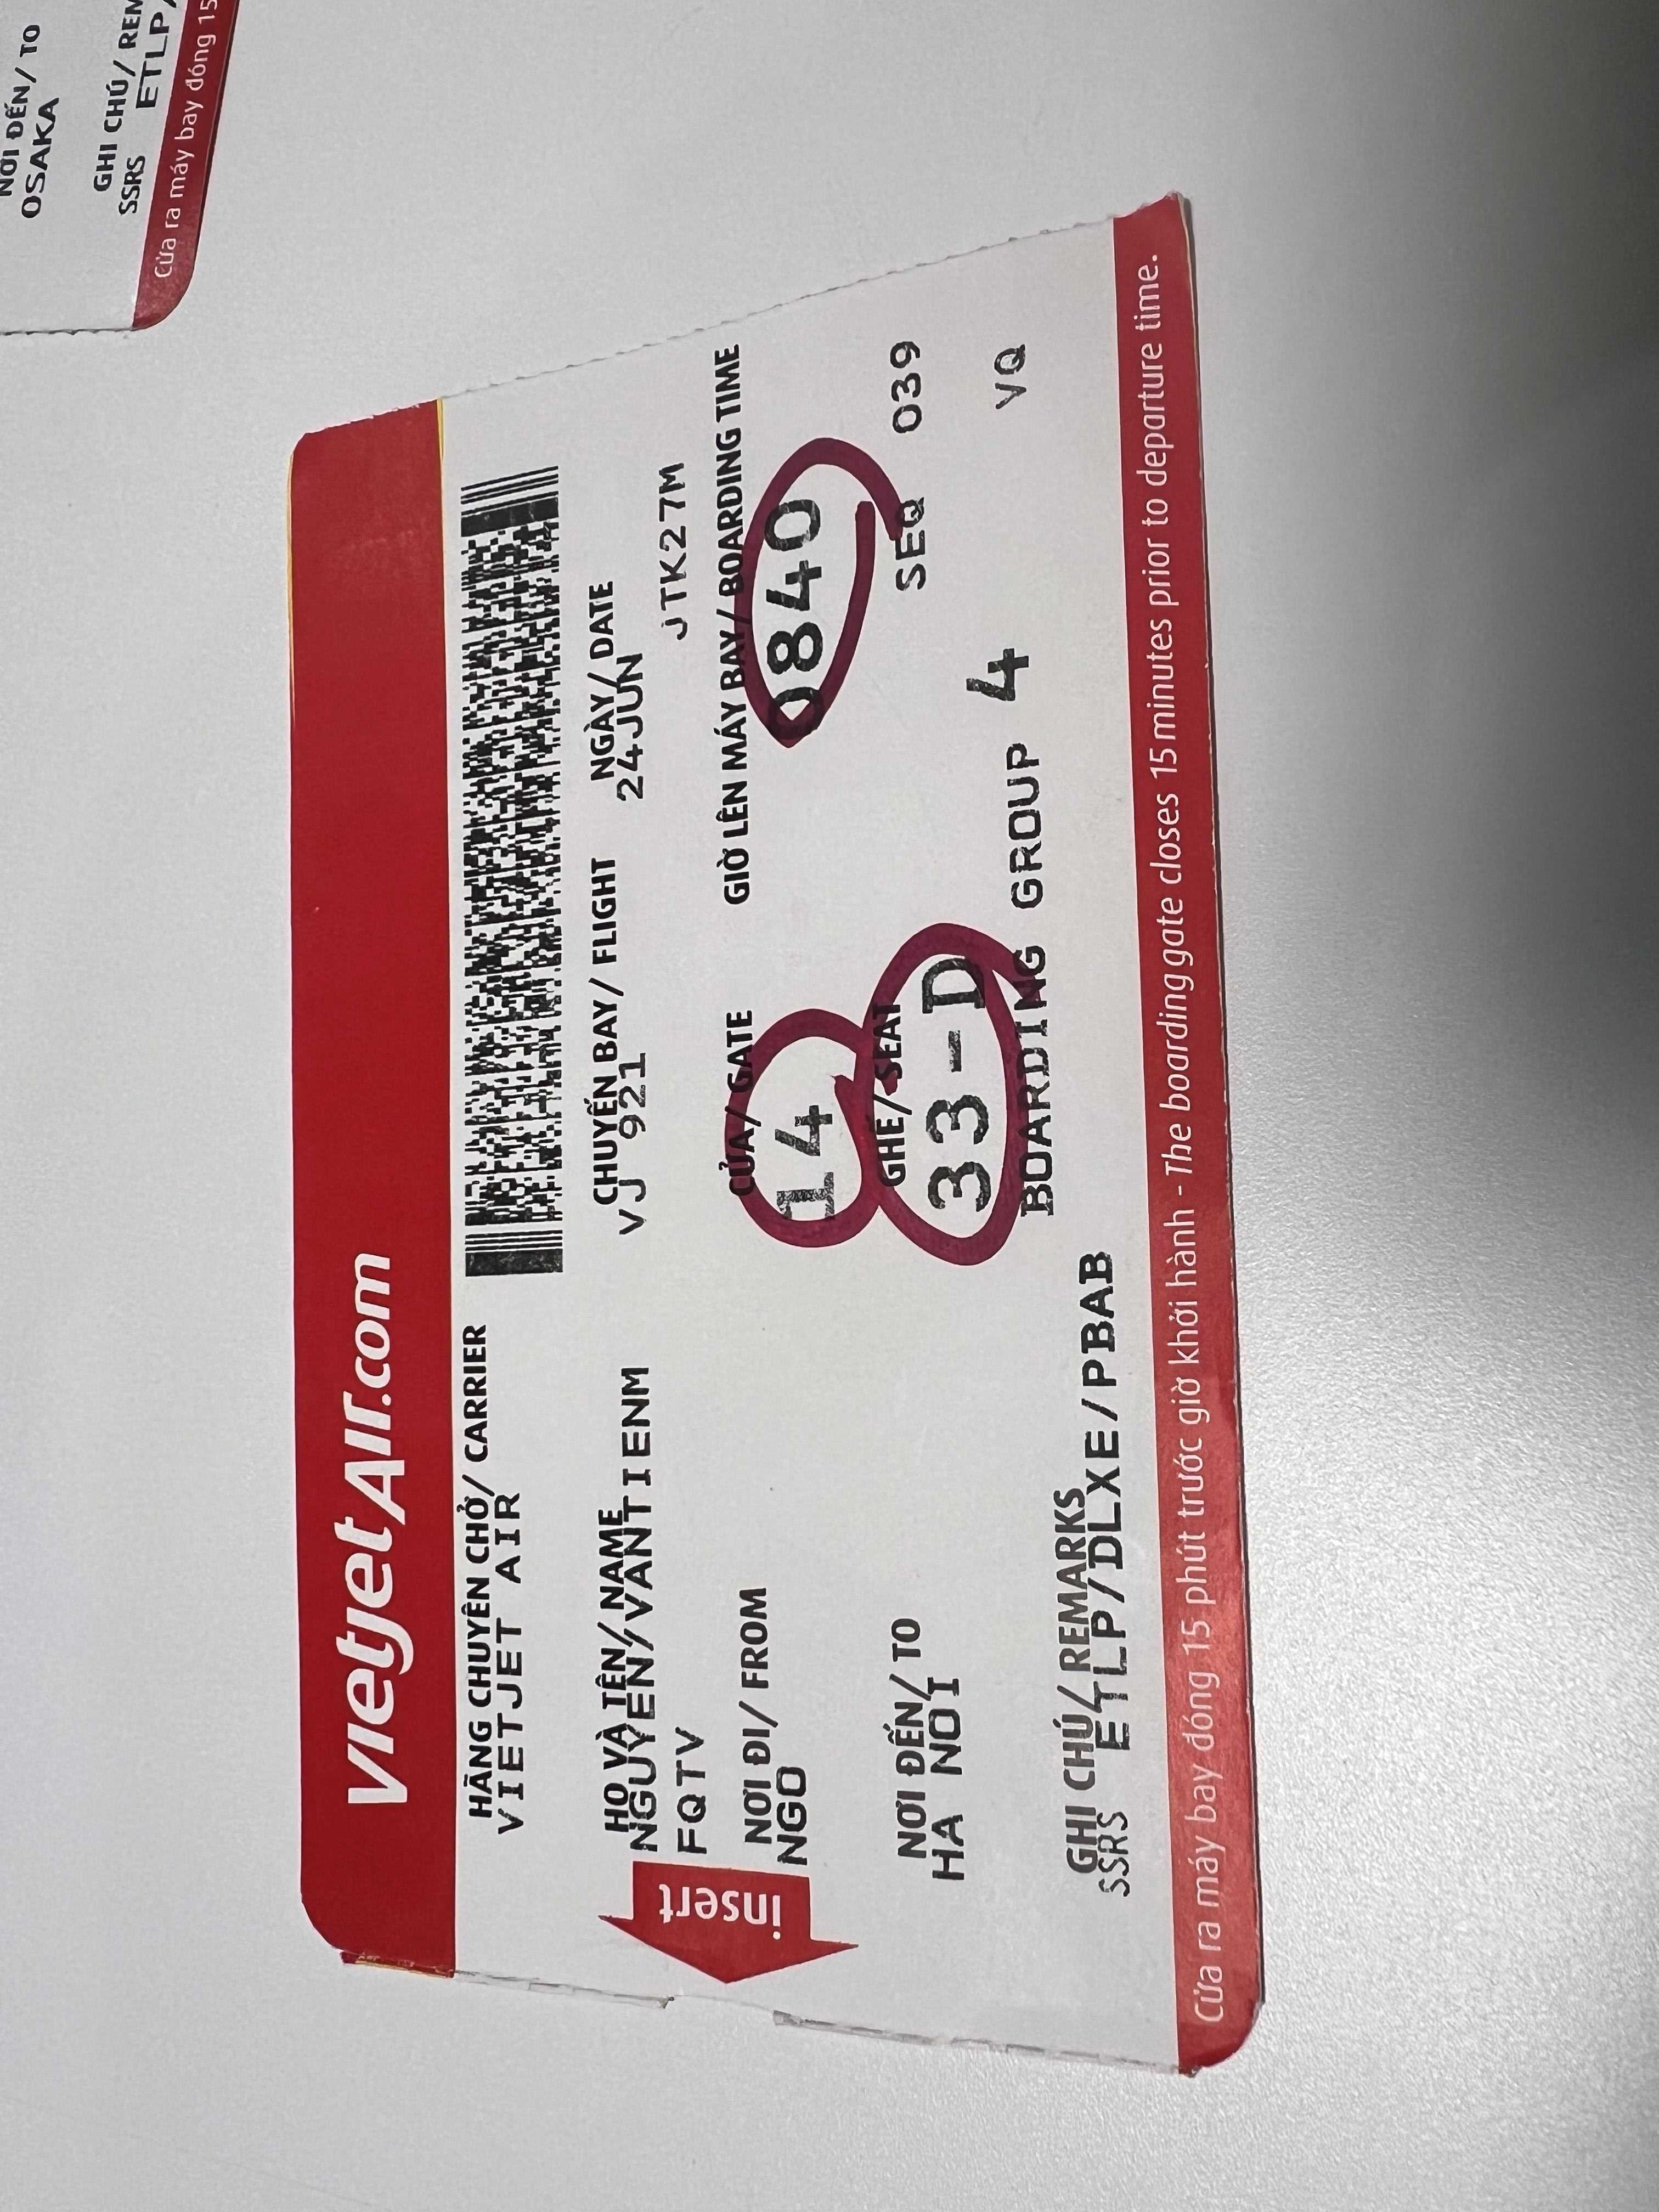 NƠI ĐẾN/ TO
OSAKA
GHI CHÚ/ REM
SSRS ETLP/
Cửa ra máy bay đóng 15
vietjetAir.com
HÃNG CHUYÊN CHỞ/ CARRIER
VIETJET AIR
HỌ VÀ TÊN/ NAME
NGUYEN/VANTIENM
CHUYẾN BAY/ FLIGHT
VJ 921
NGÀY/ DATE
24JUN
FQTV
JTK27M
insert
NƠI ĐI/ FROM
NGO
CỬA/ GATE
14
GIỜ LÊN MÁY BAY/ BOARDING TIME
0840
NƠI ĐẾN/ TO
HA NOI
GHẾ/ SEAT
33-D
SEQ 039
BOARDING GROUP 4
VQ
GHI CHÚ/ REMARKS
SSRS ETLP/DLXE/PBAB
Cửa ra máy bay đóng 15 phút trước giờ khởi hành - The boarding gate closes 15 minutes prior to departure time.